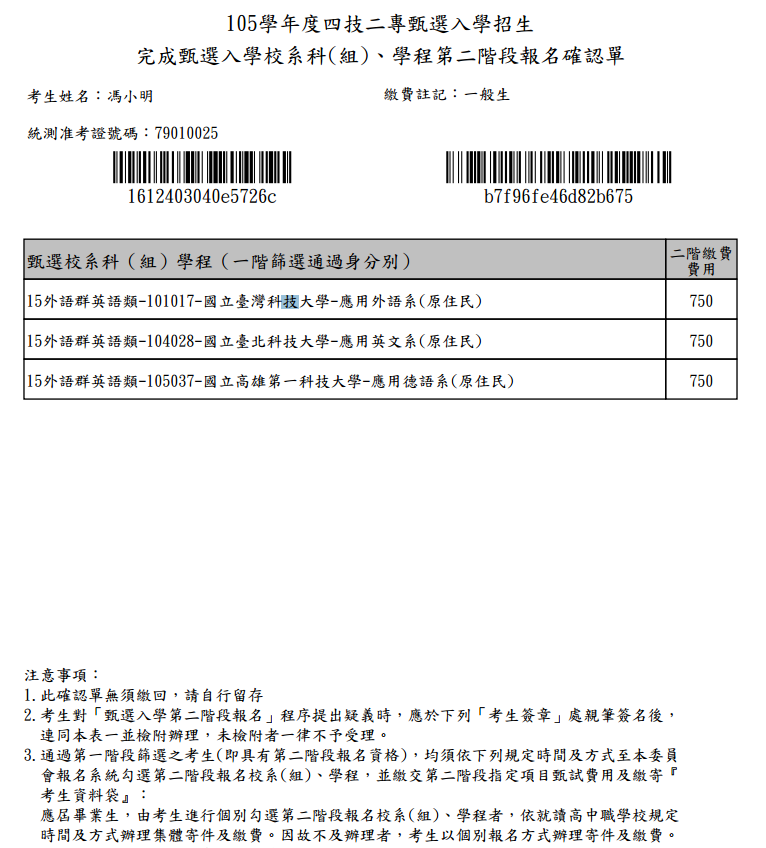 105學年度四技二專甄選入學招生
完成甄選入學校系科(組)、學程第二階段報名確認單
考生姓名：馮小明 繳費註記：一般生
統測准考證號碼：79010025
1612403040e5726c b7f96fe46d82b675
甄選校系科（組）學程（一階篩選通過身分別） 二階繳費
費用
15外語群英語類-101017-國立臺灣科技大學-應用外語系(原住民) 750
15外語群英語類-104028-國立臺北科技大學-應用英文系(原住民) 750
15外語群英語類-105037-國立高雄第一科技大學-應用德語系(原住民) 750
注意事項：
1.此確認單無須繳回，請自行留存
2.考生對「甄選入學第二階段報名」程序提出疑義時，應於下列「考生簽章」處親筆簽名後，
連同本表一並檢附辦理，未檢附者一律不予受理。
3.通過第一階段篩選之考生(即具有第二階段報名資格)，均須依下列規定時間及方式至本委員
會報名系統勾選第二階段報名校系(組)、學程，並繳交第二階段指定項目甄試費用及繳寄『
考生資料袋』：
應屆畢業生，由考生進行個別勾選第二階段報名校系(組)、學程者，依就讀高中職學校規定
時間及方式辦理集體寄件及繳費。因故不及辦理者，考生以個別報名方式辦理寄件及繳費。